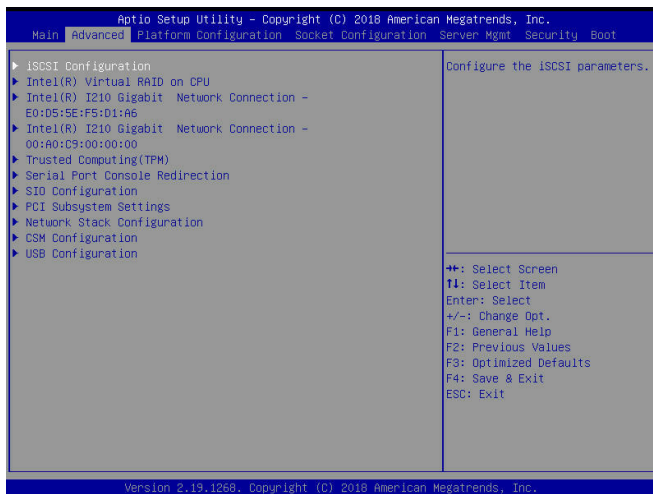 Aptio Setup Utility – Copyright (C) 2018 American Megatrends, Inc.
Main Advanced Platform Configuration Socket Configuration Server Mgmt Security Boot
iSCSI Configuration
Intel(R) Virtual RAID on CPU
Intel(R) I210 Gigabit Network Connection –
E0:D5:5E:F5:D1:A6
Intel(R) I210 Gigabit Network Connection –
00:A0:C9:00:00:00
Trusted Computing(TPM)
Serial Port Console Redirection
SIO Configuration
PCI Subsystem Settings
Network Stack Configuration
CSM Configuration
USB Configuration
Configure the iSCSI parameters.
→←: Select Screen
↑↓: Select Item
Enter: Select
+/-: Change Opt.
F1: General Help
F2: Previous Values
F3: Optimized Defaults
F4: Save & Exit
ESC: Exit
Version 2.19.1268. Copyright (C) 2018 American Megatrends, Inc.